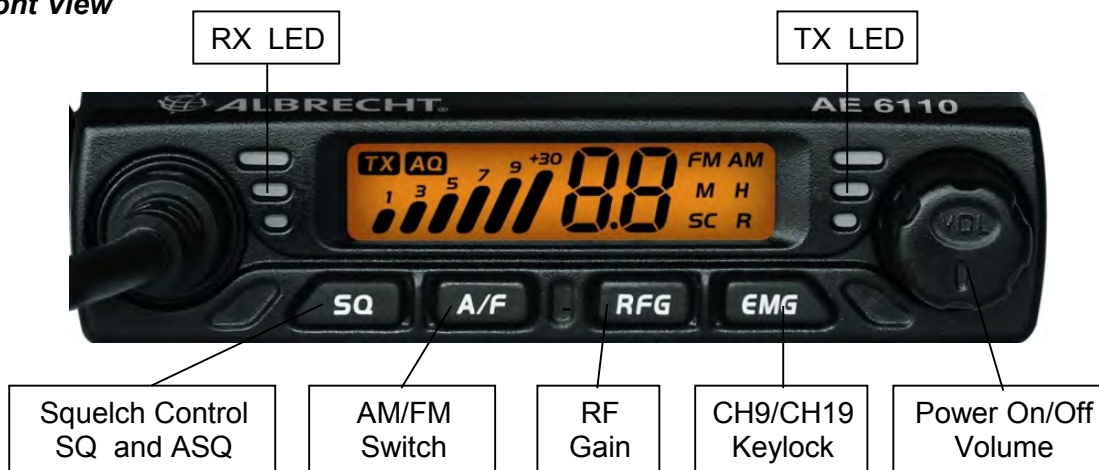 ont View
RX LED
TX LED
ALBRECHT®
AE 6110
TX AQ
1 3 5 7 9 +30
8.8
FM AM
M H
SC R
VOL
SQ A/F - RFG EMG
Squelch Control
SQ and ASQ
AM/FM
Switch
RF
Gain
CH9/CH19
Keylock
Power On/Off
Volume